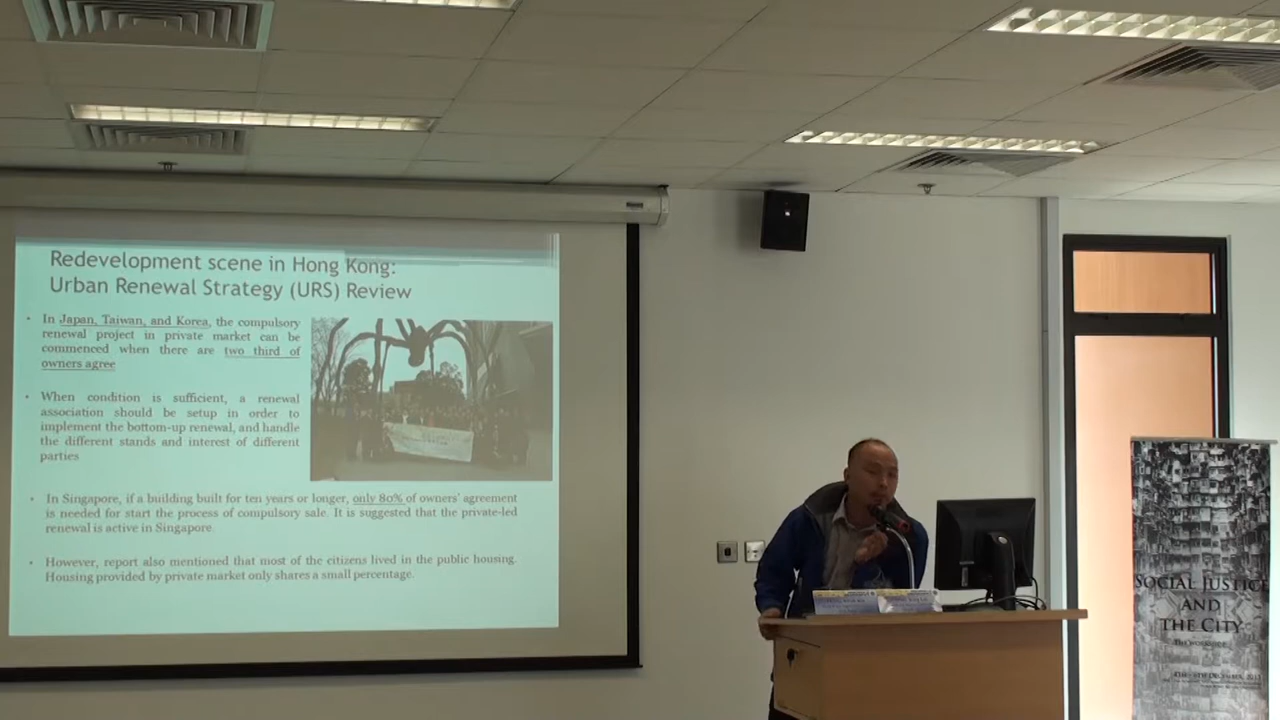 Redevelopment scene in Hong Kong:
Urban Renewal Strategy (URS) Review
• In Japan, Taiwan, and Korea, the compulsory
renewal project in private market can be
commenced when there are two third of
owners agree
• When condition is sufficient, a renewal
association should be setup in order to
implement the bottom-up renewal, and handle
the different stands and interest of different
parties
• In Singapore, if a building built for ten years or longer, only 80% of owners' agreement
is needed for start the process of compulsory sale. It is suggested that the private-led
renewal is active in Singapore.
• However, report also mentioned that most of the citizens lived in the public housing.
Housing provided by private market only shares a small percentage.
SOCIAL JUSTICE
AND
THE CITY